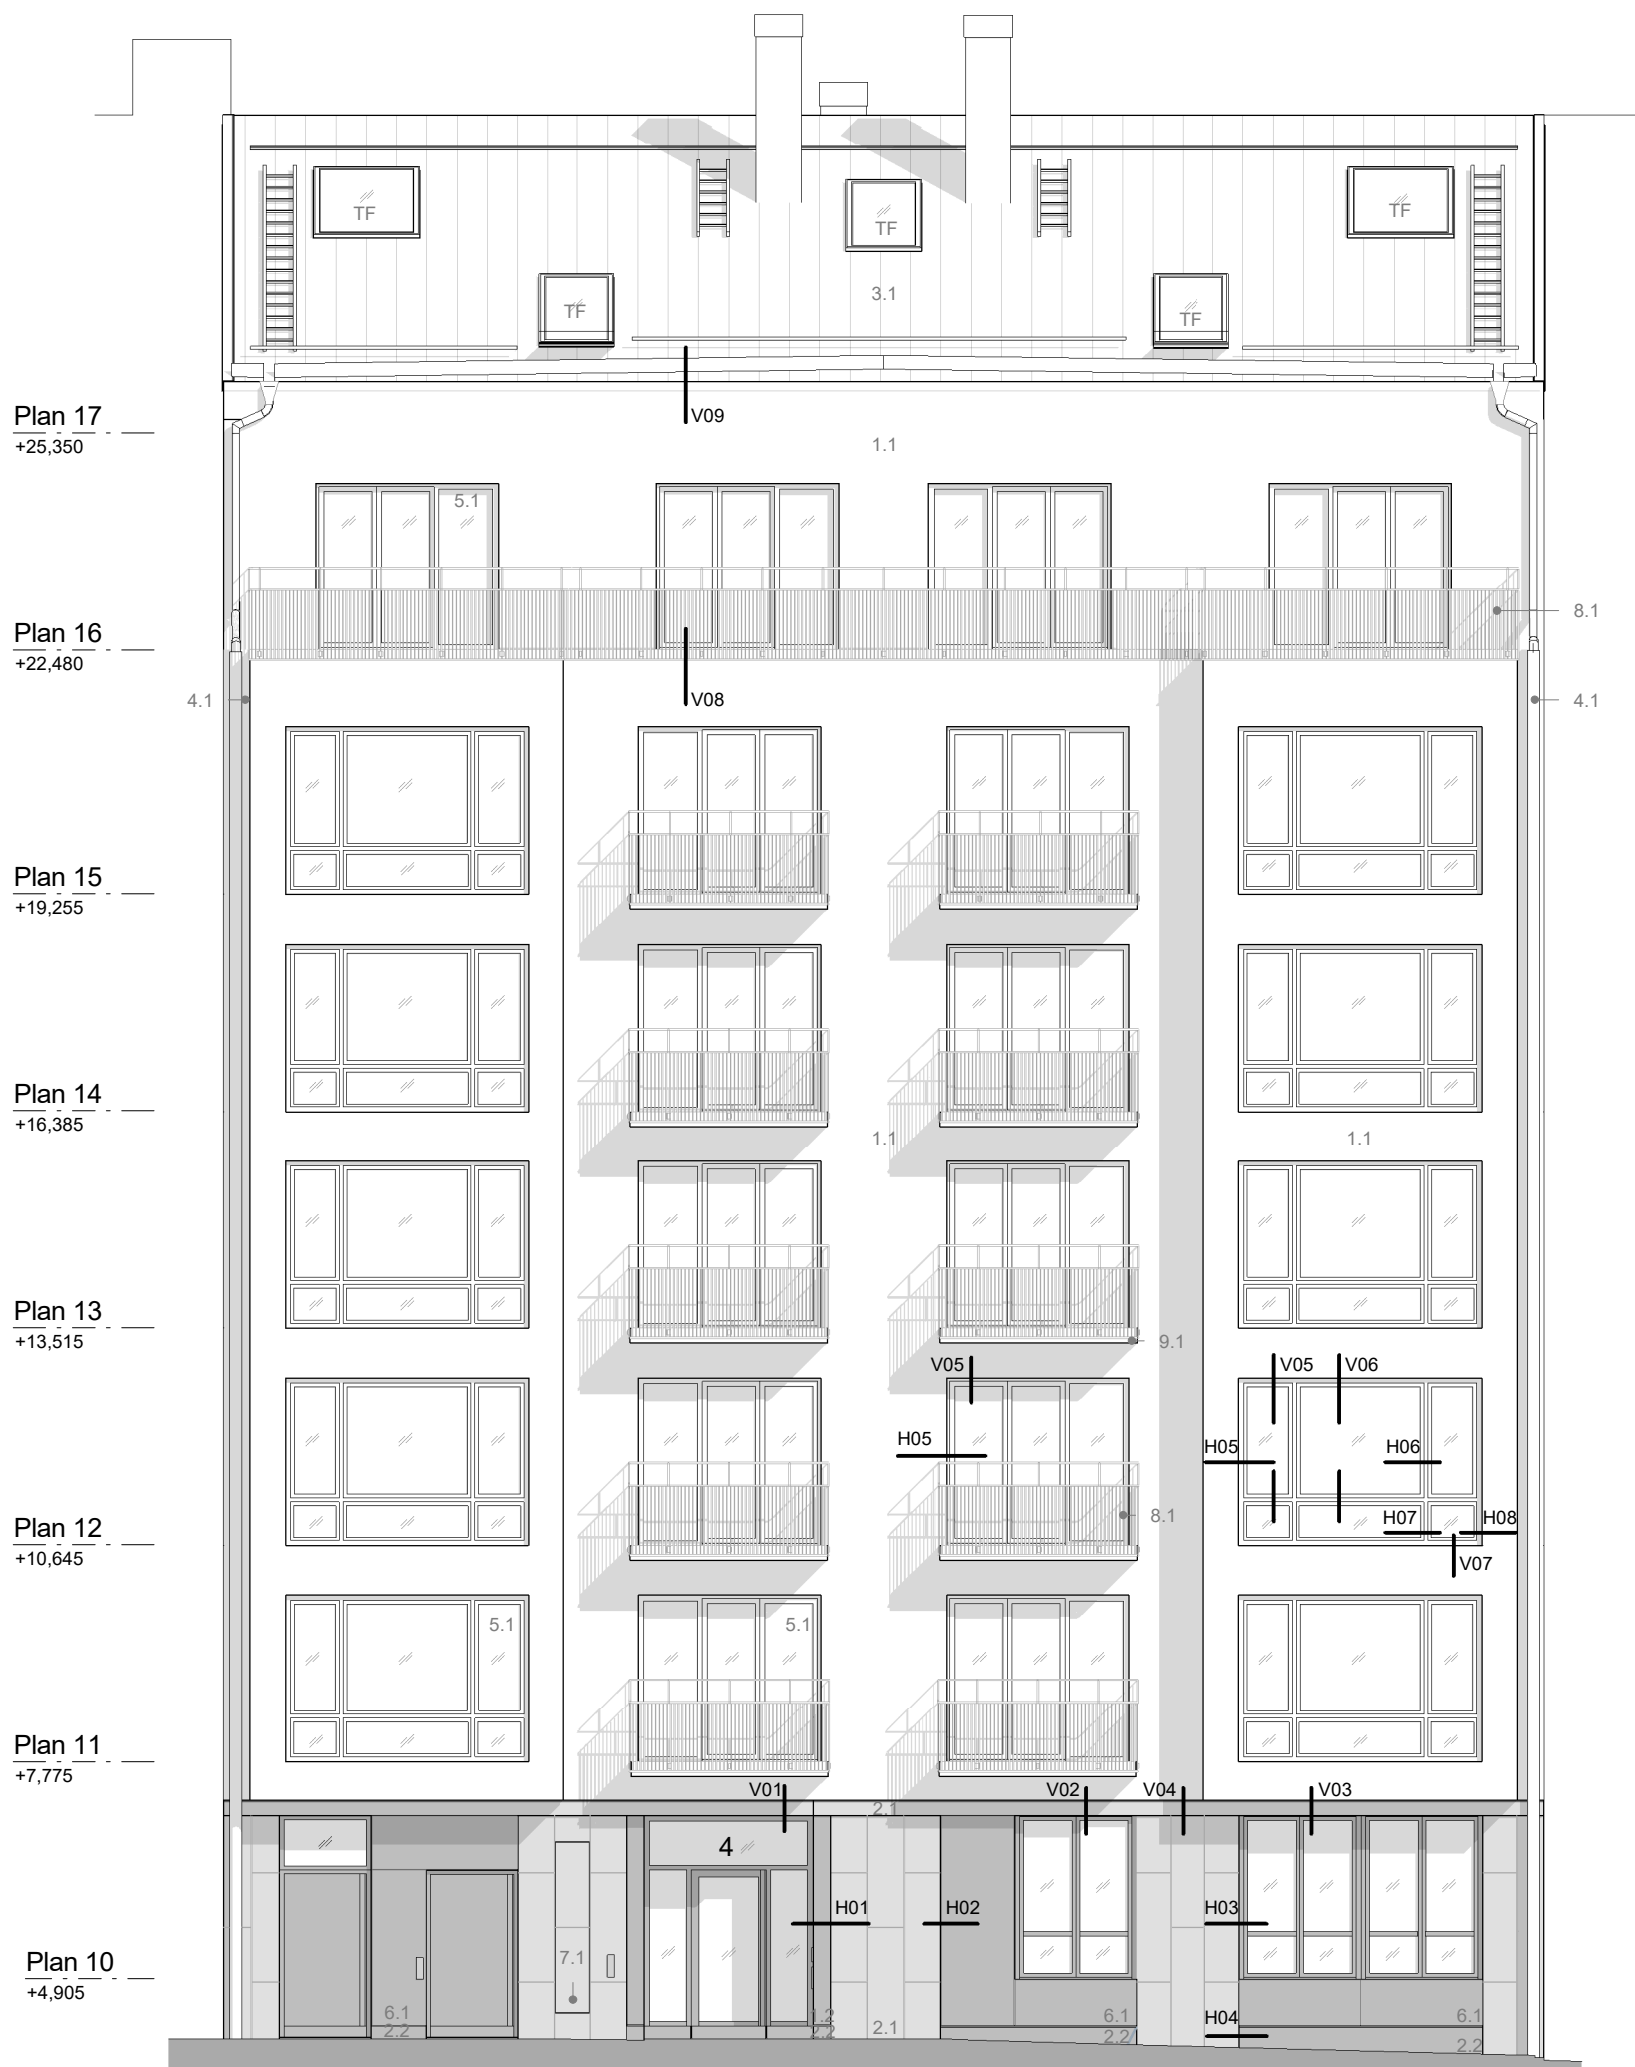 TF
TF
TF
TF
TF
3.1
Plan 17
+25,350
V09
1.1
5.1
8.1
Plan 16
+22,480
4.1
V08
4.1
Plan 15
+19,255
Plan 14
+16,385
1.1
1.1
Plan 13
+13,515
9.1
V05
V05
V06
H05
H05
H06
8.1
Plan 12
+10,645
H07
H08
V07
5.1
5.1
Plan 11
+7,775
V01
V02
V04
V03
2.1
4
H01
H02
H03
7.1
Plan 10
+4,905
6.1
2.2
1.2
2.2
2.1
6.1
2.2
H04
6.1
2.2